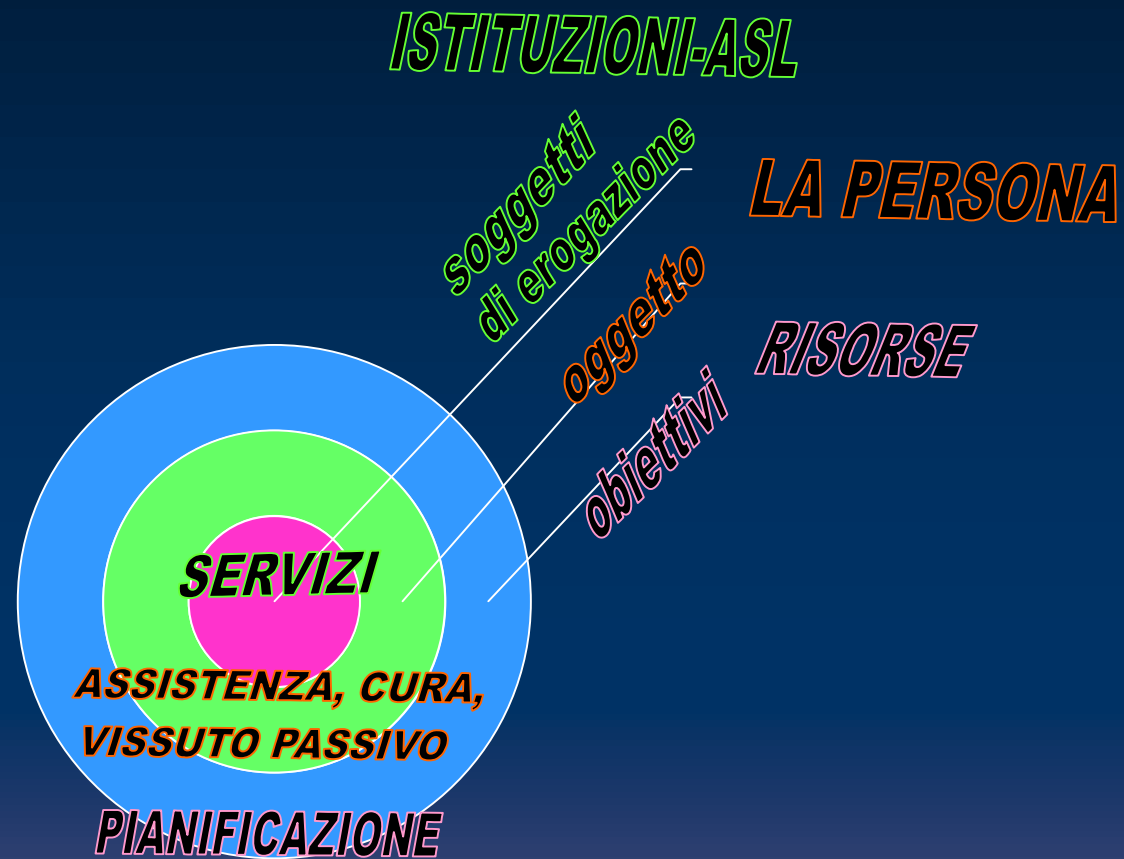 ISTITUZIONI-ASL
soggetti
di erogazione
LA PERSONA
oggetto
RISORSE
obiettivi
SERVIZI
ASSISTENZA, CURA,
VISSUTO PASSIVO
PIANIFICAZIONE